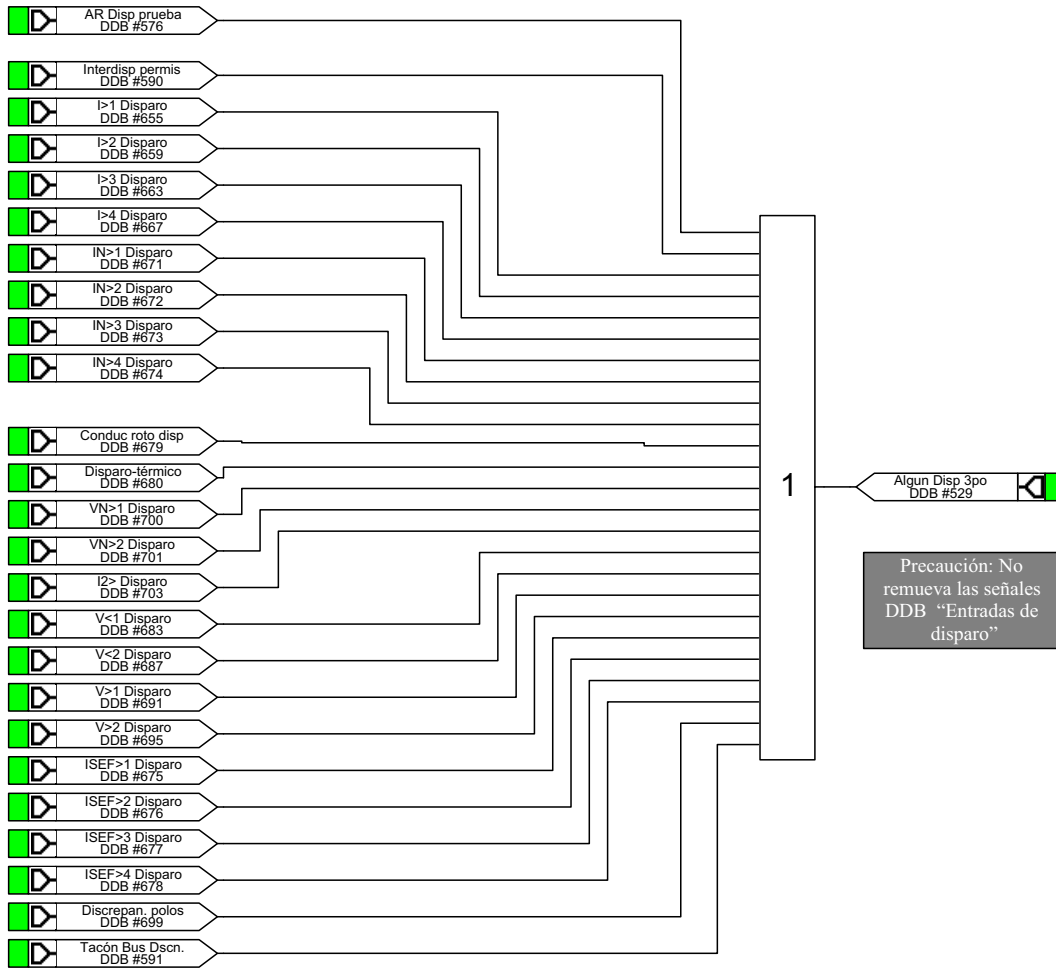 AR Disp prueba
DDB #576
Interdisp permis
DDB #590
I>1 Disparo
DDB #655
I>2 Disparo
DDB #659
I>3 Disparo
DDB #663
I>4 Disparo
DDB #667
IN>1 Disparo
DDB #671
IN>2 Disparo
DDB #672
IN>3 Disparo
DDB #673
IN>4 Disparo
DDB #674
Conduc roto disp
DDB #679
Disparo-térmico
DDB #680
VN>1 Disparo
DDB #700
VN>2 Disparo
DDB #701
I2> Disparo
DDB #703
V<1 Disparo
DDB #683
V<2 Disparo
DDB #687
V>1 Disparo
DDB #691
V>2 Disparo
DDB #695
ISEF>1 Disparo
DDB #675
ISEF>2 Disparo
DDB #676
ISEF>3 Disparo
DDB #677
ISEF>4 Disparo
DDB #678
Discrepan. polos
DDB #699
Tacón Bus Dscn.
DDB #591
1
Algun Disp 3po
DDB #529
Precaución: No
remueva las señales
DDB “Entradas de
disparo”